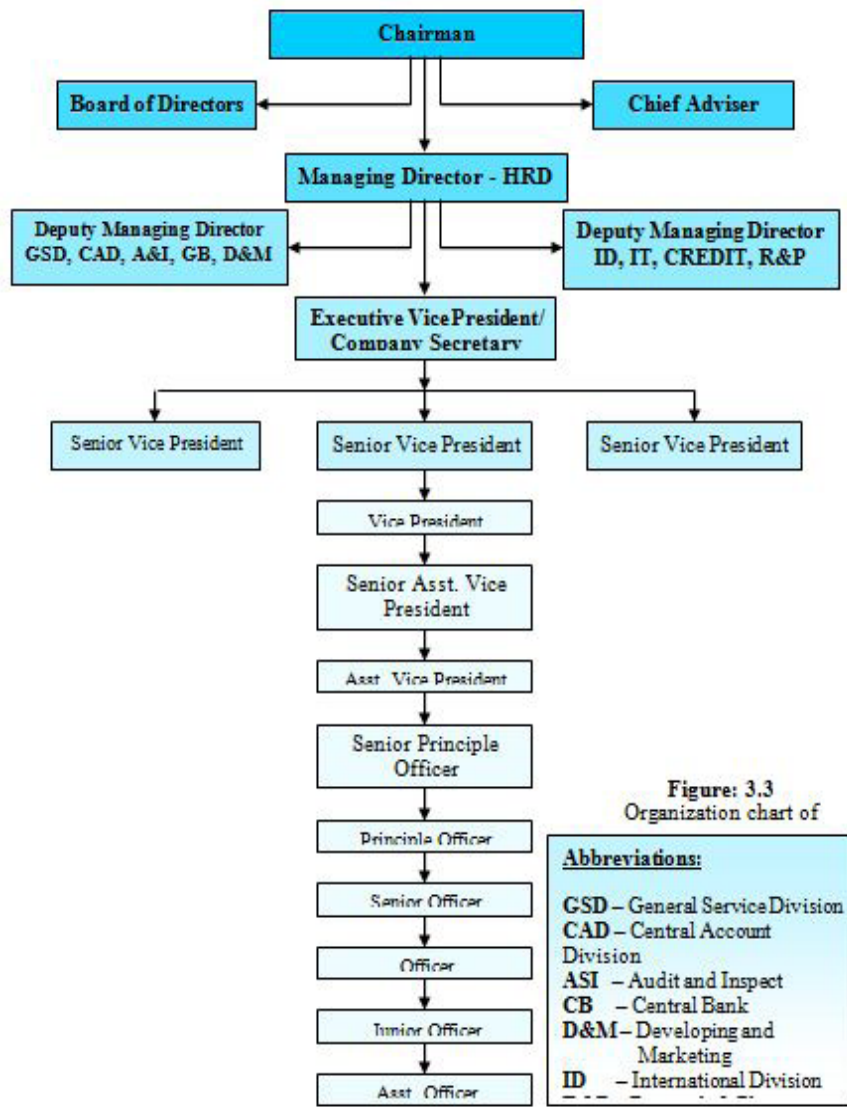 Chairman
Board of Directors
Chief Adviser
Managing Director - HRD
Deputy Managing Director
GSD, CAD, A&I, GB, D&M
Deputy Managing Director
ID, IT, CREDIT, R&P
Executive Vice President/
Company Secretary
Senior Vice President
Senior Vice President
Senior Vice President
Vice President
Senior Asst. Vice
President
Asst. Vice President
Senior Principle
Officer
Principle Officer
Senior Officer
Officer
Junior Officer
Asst. Officer
Figure: 3.3
Organization chart of
Abbreviations:
GSD – General Service Division
CAD – Central Account
Division
ASI – Audit and Inspect
CB – Central Bank
D&M – Developing and
Marketing
ID – International Division